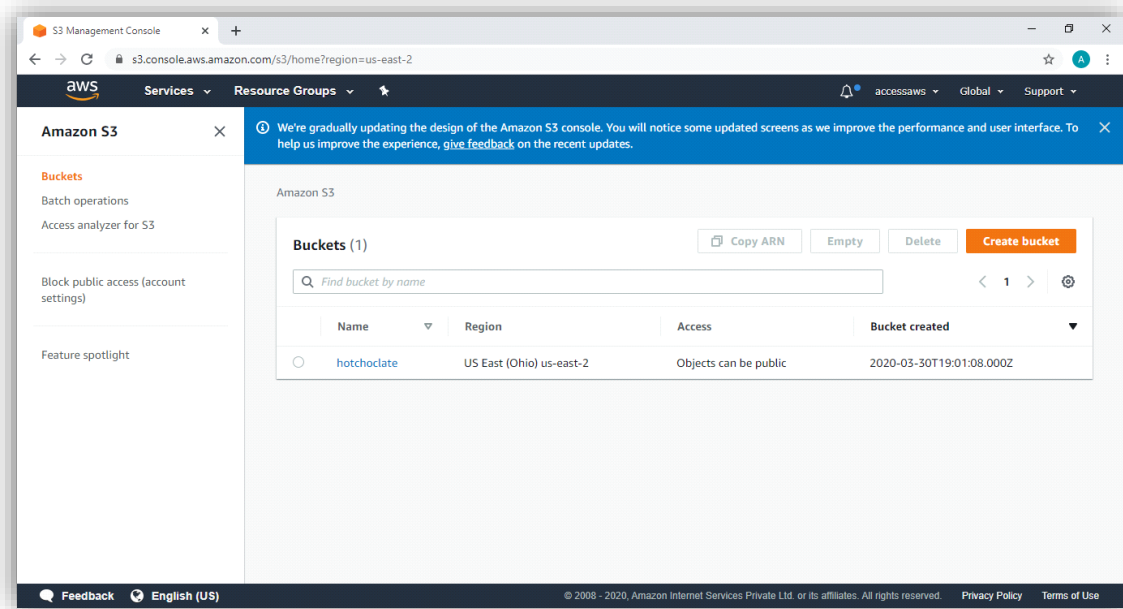 S3 Management Console
s3.console.aws.amazon.com/s3/home?region=us-east-2
A
aws Services Resource Groups accessaws Global Support
Amazon S3
Buckets
Batch operations
Access analyzer for S3
Block public access (account
settings)
Feature spotlight
We're gradually updating the design of the Amazon S3 console. You will notice some updated screens as we improve the performance and user interface. To
help us improve the experience, give feedback on the recent updates.
Amazon S3
Buckets (1) Copy ARN Empty Delete Create bucket
Find bucket by name 1
Name Region Access Bucket created
hotchoclate US East (Ohio) us-east-2 Objects can be public 2020-03-30T19:01:08.000Z
Feedback English (US) © 2008 - 2020, Amazon Internet Services Private Ltd. or its affiliates. All rights reserved. Privacy Policy Terms of Use